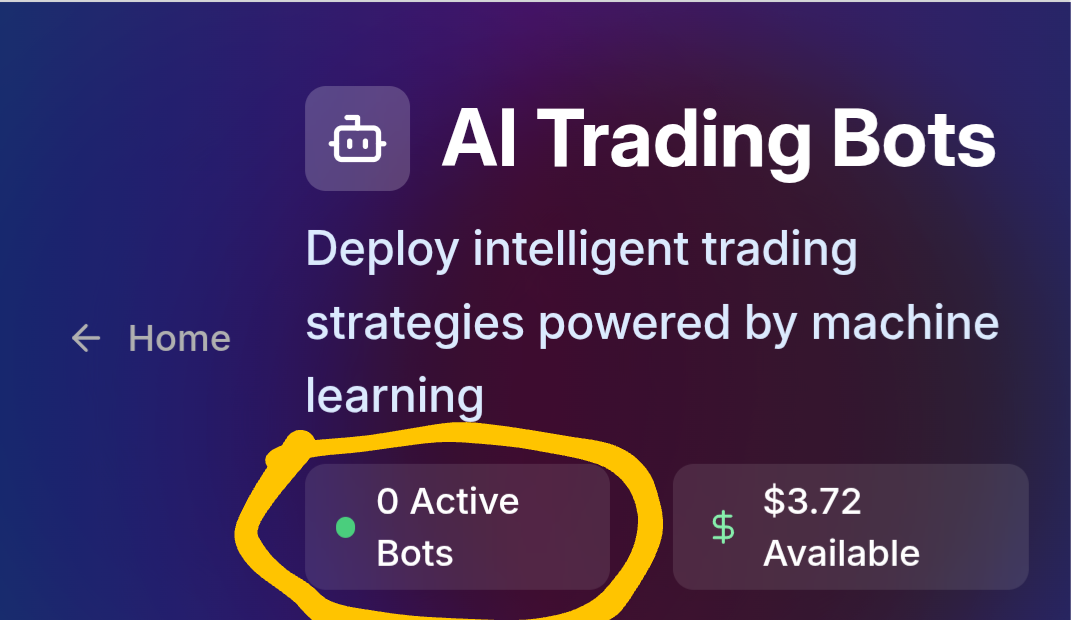 AI Trading Bots
Deploy intelligent trading
strategies powered by machine
learning
← Home
0 Active
Bots
$3.72
Available